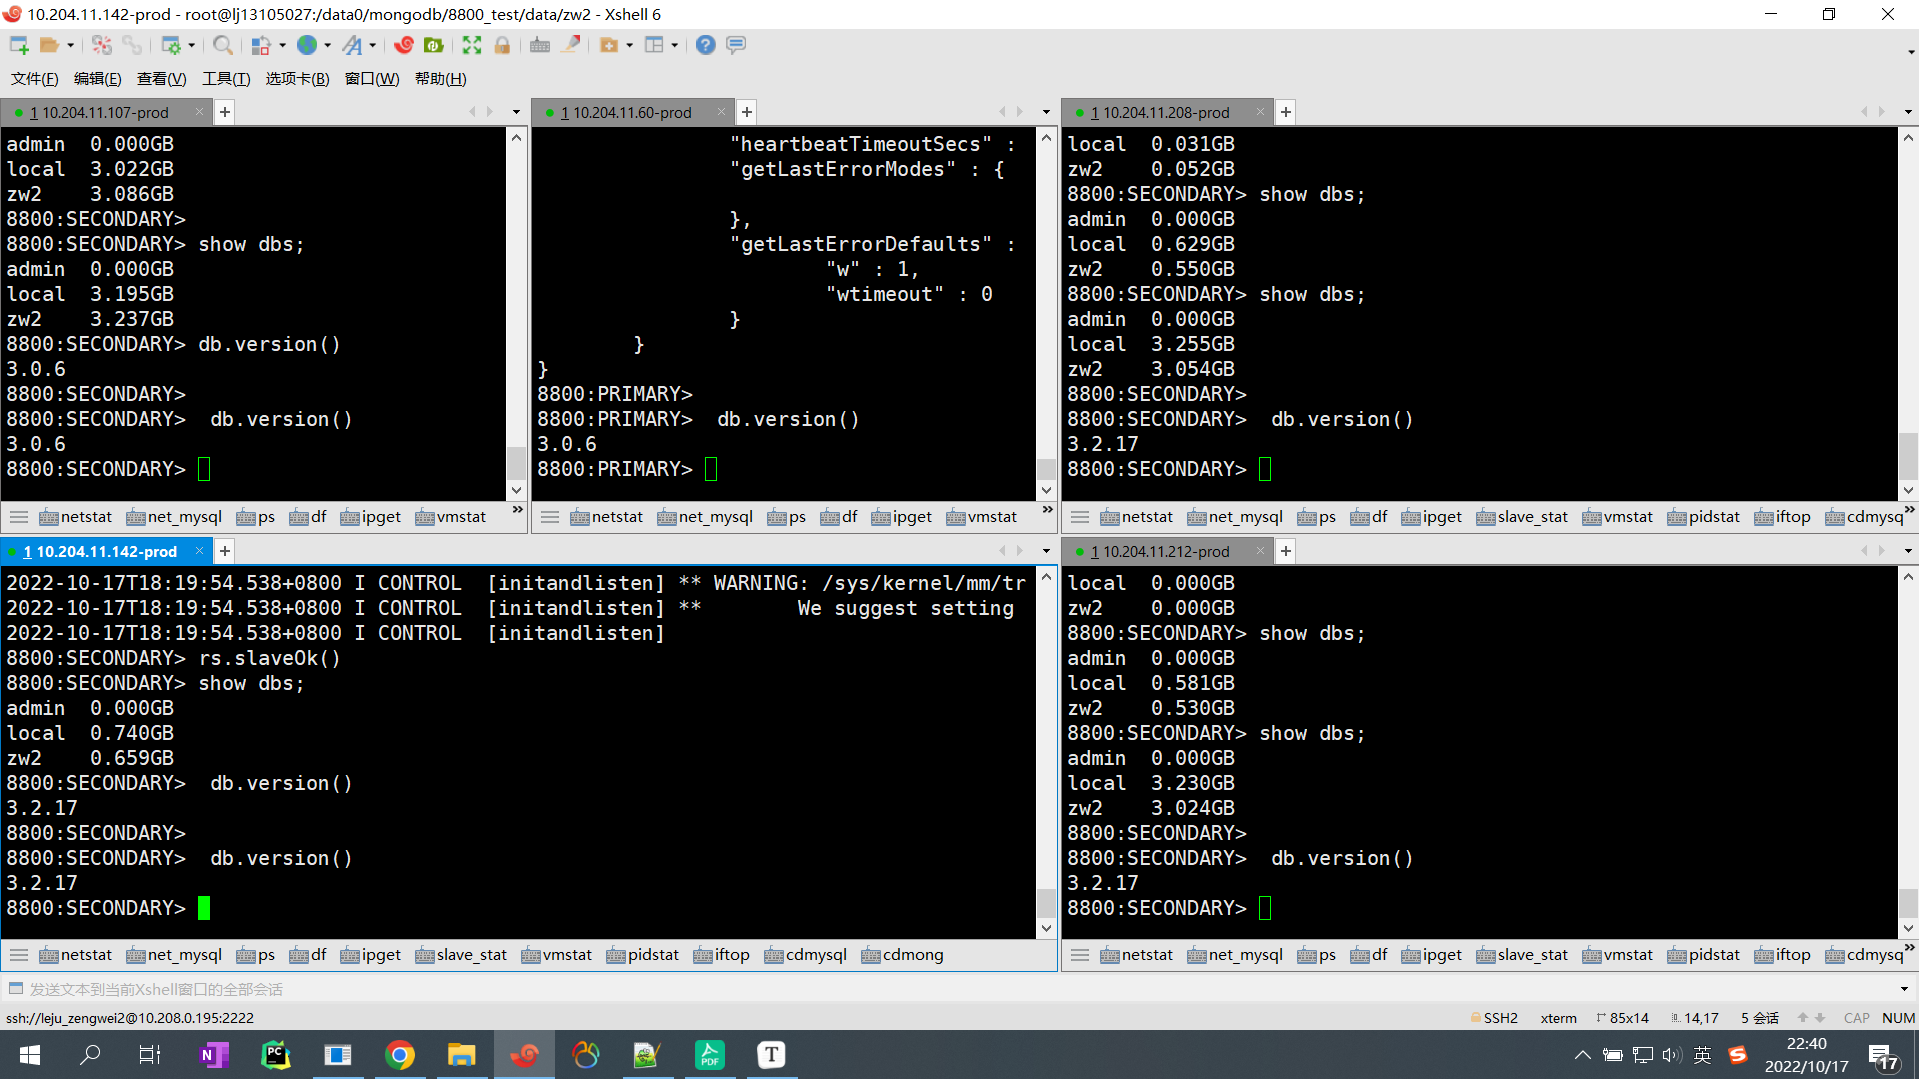 10.204.11.142-prod - root@lj13105027:/data0/mongodb/8800_test/data/zw2 - Xshell 6
文件(F) 编辑(E) 查看(V) 工具(T) 选项卡(B) 窗口(W) 帮助(H)
1 10.204.11.107-prod
admin  0.000GB
local  3.022GB
zw2    3.086GB
8800:SECONDARY>
8800:SECONDARY> show dbs;
admin  0.000GB
local  3.195GB
zw2    3.237GB
8800:SECONDARY> db.version()
3.0.6
8800:SECONDARY>
8800:SECONDARY>  db.version()
3.0.6
8800:SECONDARY>
netstat net_mysql ps df ipget vmstat
1 10.204.11.60-prod
"heartbeatTimeoutSecs" :
"getLastErrorModes" : {
},
"getLastErrorDefaults" :
"w" : 1,
"wtimeout" : 0
}
}
}
8800:PRIMARY>
8800:PRIMARY>  db.version()
3.0.6
8800:PRIMARY>
netstat net_mysql ps df ipget vmstat
1 10.204.11.208-prod
local  0.031GB
zw2    0.052GB
8800:SECONDARY> show dbs;
admin  0.000GB
local  0.629GB
zw2    0.550GB
8800:SECONDARY> show dbs;
admin  0.000GB
local  3.255GB
zw2    3.054GB
8800:SECONDARY>
8800:SECONDARY>  db.version()
3.2.17
8800:SECONDARY>
netstat net_mysql ps df ipget slave_stat vmstat pidstat iftop cdmysq
1 10.204.11.142-prod
2022-10-17T18:19:54.538+0800 I CONTROL  [initandlisten] ** WARNING: /sys/kernel/mm/tr
2022-10-17T18:19:54.538+0800 I CONTROL  [initandlisten] **        We suggest setting
2022-10-17T18:19:54.538+0800 I CONTROL  [initandlisten]
8800:SECONDARY> rs.slaveOk()
8800:SECONDARY> show dbs;
admin  0.000GB
local  0.740GB
zw2    0.659GB
8800:SECONDARY>  db.version()
3.2.17
8800:SECONDARY>
8800:SECONDARY>  db.version()
3.2.17
8800:SECONDARY>
netstat net_mysql ps df ipget slave_stat vmstat pidstat iftop cdmysql cdmong
1 10.204.11.212-prod
local  0.000GB
zw2    0.000GB
8800:SECONDARY> show dbs;
admin  0.000GB
local  0.581GB
zw2    0.530GB
8800:SECONDARY> show dbs;
admin  0.000GB
local  3.230GB
zw2    3.024GB
8800:SECONDARY>
8800:SECONDARY>  db.version()
3.2.17
8800:SECONDARY>
netstat net_mysql ps df ipget slave_stat vmstat pidstat iftop cdmysq
发送文本到当前Xshell窗口的全部会话
ssh://leju_zengwei2@10.208.0.195:2222 SSH2 xterm 85x14 14,17 5 会话 CAP NUM
N PC PDF T 英 S 22:40
2022/10/17 17